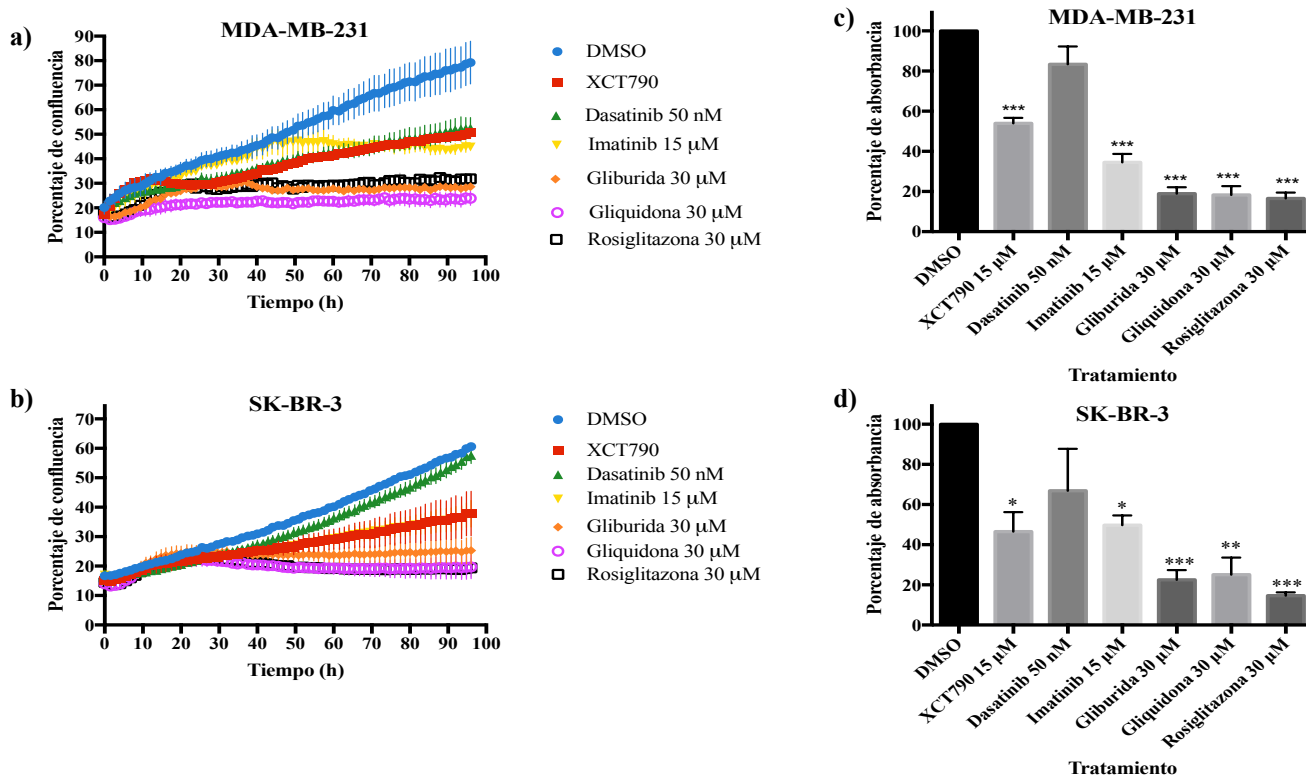 a)
MDA-MB-231
Porcentaje de confluencia
90
80
70
60
50
40
30
20
10
0
0 10 20 30 40 50 60 70 80 90 100
Tiempo (h)
DMSO
XCT790
Dasatinib 50 nM
Imatinib 15 μM
Gliburida 30 μM
Gliquidona 30 μM
Rosiglitazona 30 μM
b)
SK-BR-3
Porcentaje de confluencia
70
60
50
40
30
20
10
0
0 10 20 30 40 50 60 70 80 90 100
Tiempo (h)
DMSO
XCT790
Dasatinib 50 nM
Imatinib 15 μM
Gliburida 30 μM
Gliquidona 30 μM
Rosiglitazona 30 μM
c)
MDA-MB-231
Porcentaje de absorbancia
100
80
60
40
20
0
*** *** *** *** ***
DMSO
XCT790 15 μM
Dasatinib 50 nM
Imatinib 15 μM
Gliburida 30 μM
Gliquidona 30 μM
Rosiglitazona 30 μM
Tratamiento
d)
SK-BR-3
Porcentaje de absorbancia
100
80
60
40
20
0
* * *** ** ***
DMSO
XCT790 15 μM
Dasatinib 50 nM
Imatinib 15 μM
Gliburida 30 μM
Gliquidona 30 μM
Rosiglitazona 30 μM
Tratamiento